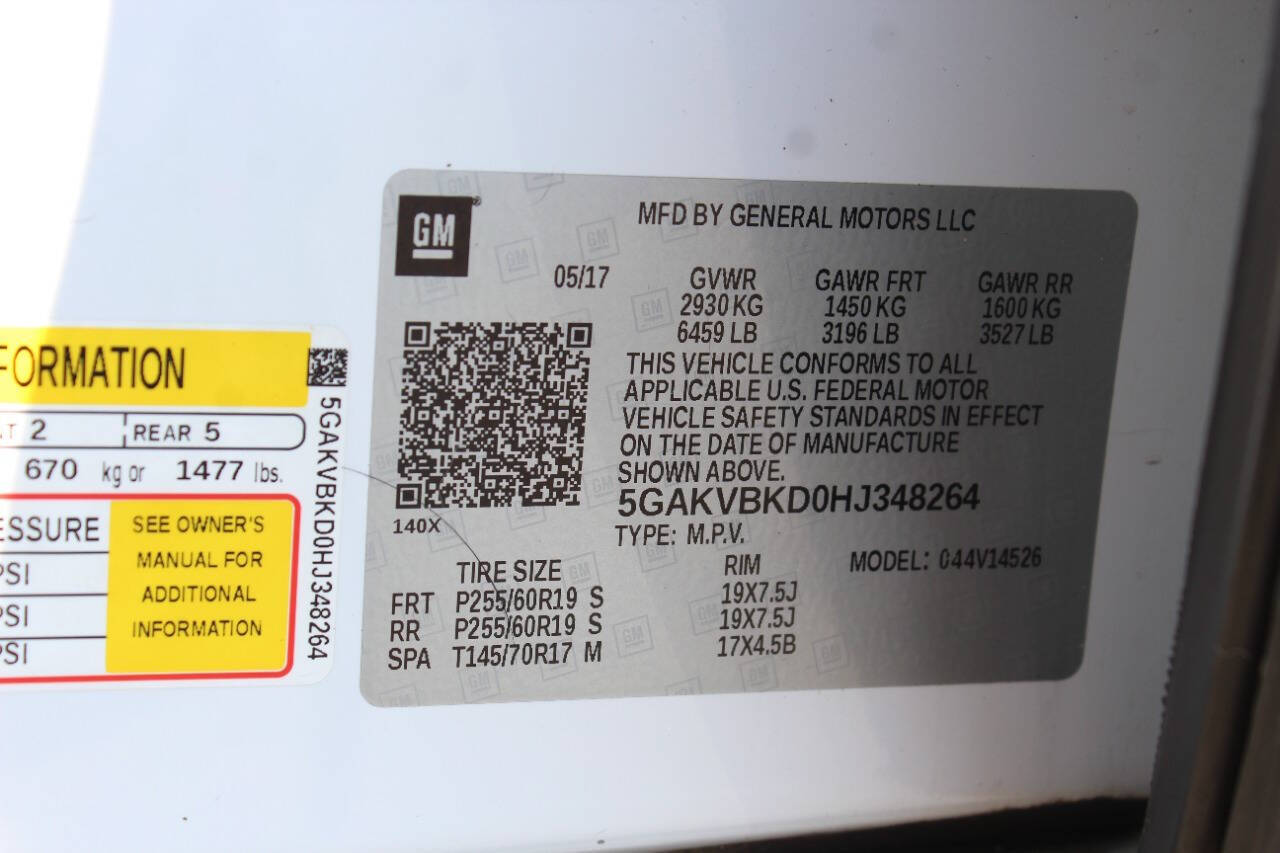 FORMATION
2
REAR 5
670 kg or 1477 lbs.
ESSURE
PSI
PSI
PSI
SEE OWNER'S
MANUAL FOR
ADDITIONAL
INFORMATION
5GAKVBKD0HJ348264
GM
MFD BY GENERAL MOTORS LLC
05/17 GVWR GAWR FRT GAWR RR
2930 KG 1450 KG 1600 KG
6459 LB 3196 LB 3527 LB
THIS VEHICLE CONFORMS TO ALL
APPLICABLE U.S. FEDERAL MOTOR
VEHICLE SAFETY STANDARDS IN EFFECT
ON THE DATE OF MANUFACTURE
SHOWN ABOVE.
5GAKVBKD0HJ348264
140X
TYPE: M.P.V.
TIRE SIZE RIM MODEL: 044V14526
FRT P255/60R19 S 19X7.5J
RR P255/60R19 S 19X7.5J
SPA T145/70R17 M 17X4.5B